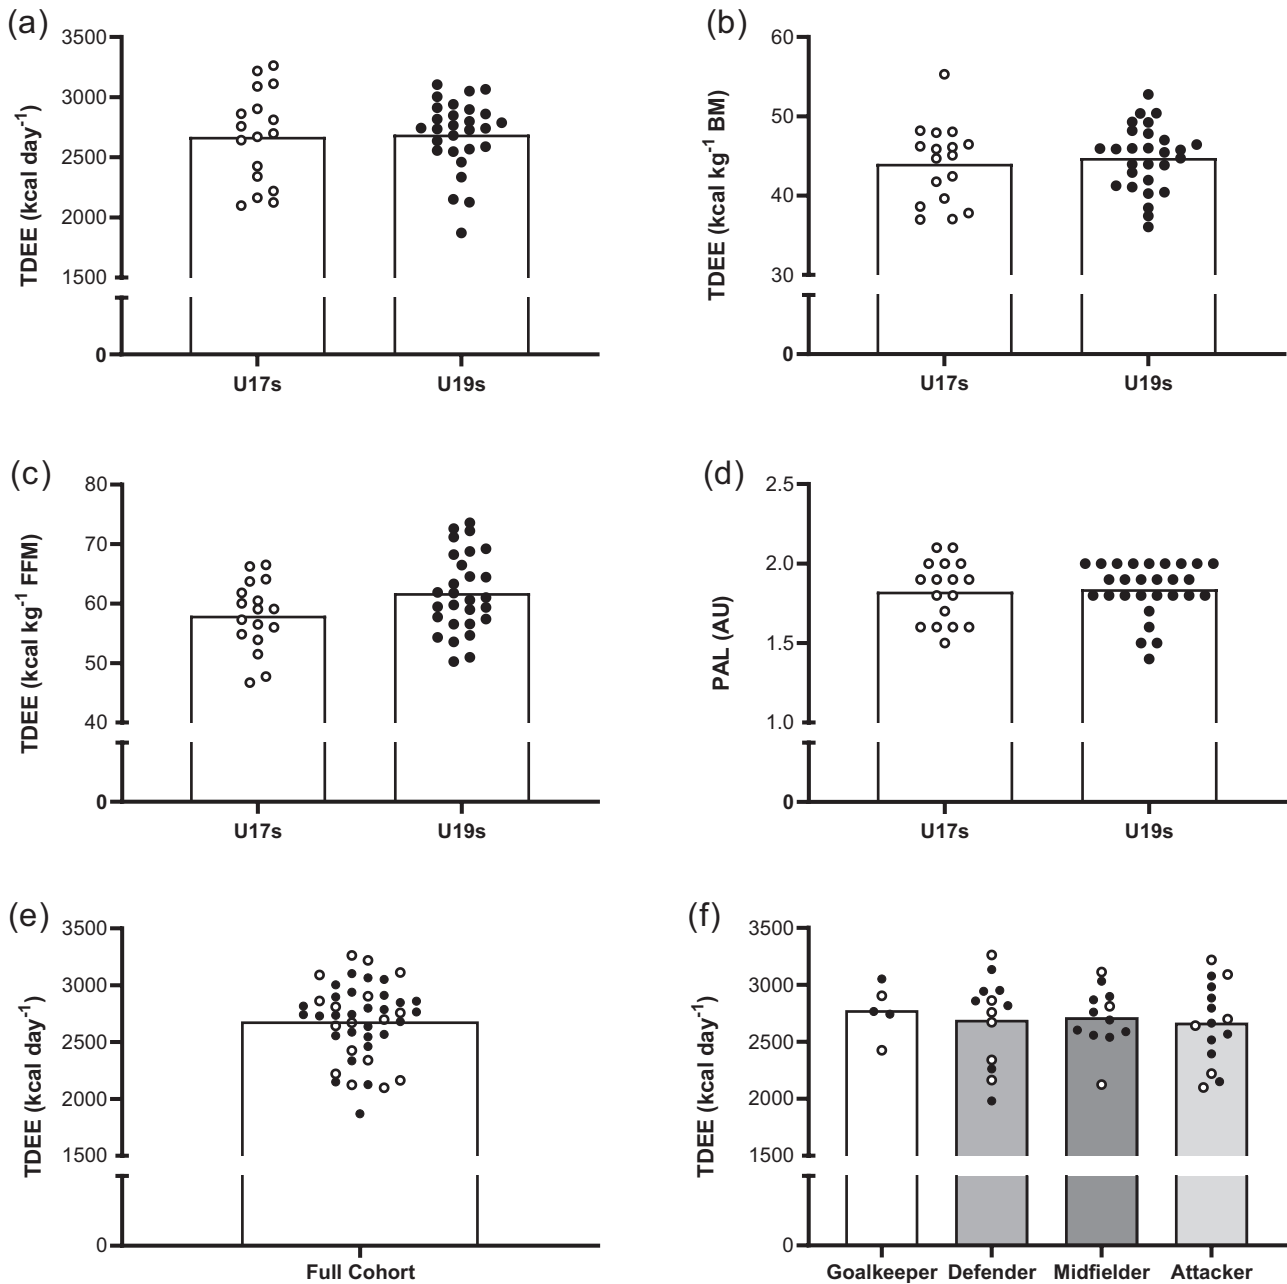 (a)
TDEE (kcal day⁻¹)
3500
3000
2500
2000
1500
0
U17s
U19s
(b)
TDEE (kcal kg⁻¹ BM)
60
50
40
30
0
U17s
U19s
(c)
TDEE (kcal kg⁻¹ FFM)
80
70
60
50
40
0
U17s
U19s
(d)
PAL (AU)
2.5
2.0
1.5
1.0
0
U17s
U19s
(e)
TDEE (kcal day⁻¹)
3500
3000
2500
2000
1500
0
Full Cohort
(f)
TDEE (kcal day⁻¹)
3500
3000
2500
2000
1500
0
Goalkeeper Defender Midfielder Attacker